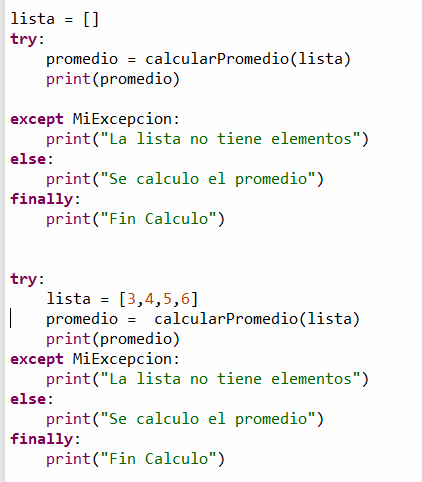 lista = []
try:
    promedio = calcularPromedio(lista)
    print(promedio)

except MiExcepcion:
    print("La lista no tiene elementos")
else:
    print("Se calculo el promedio")
finally:
    print("Fin Calculo")


try:
    lista = [3,4,5,6]
    promedio =  calcularPromedio(lista)
    print(promedio)
except MiExcepcion:
    print("La lista no tiene elementos")
else:
    print("Se calculo el promedio")
finally:
    print("Fin Calculo")